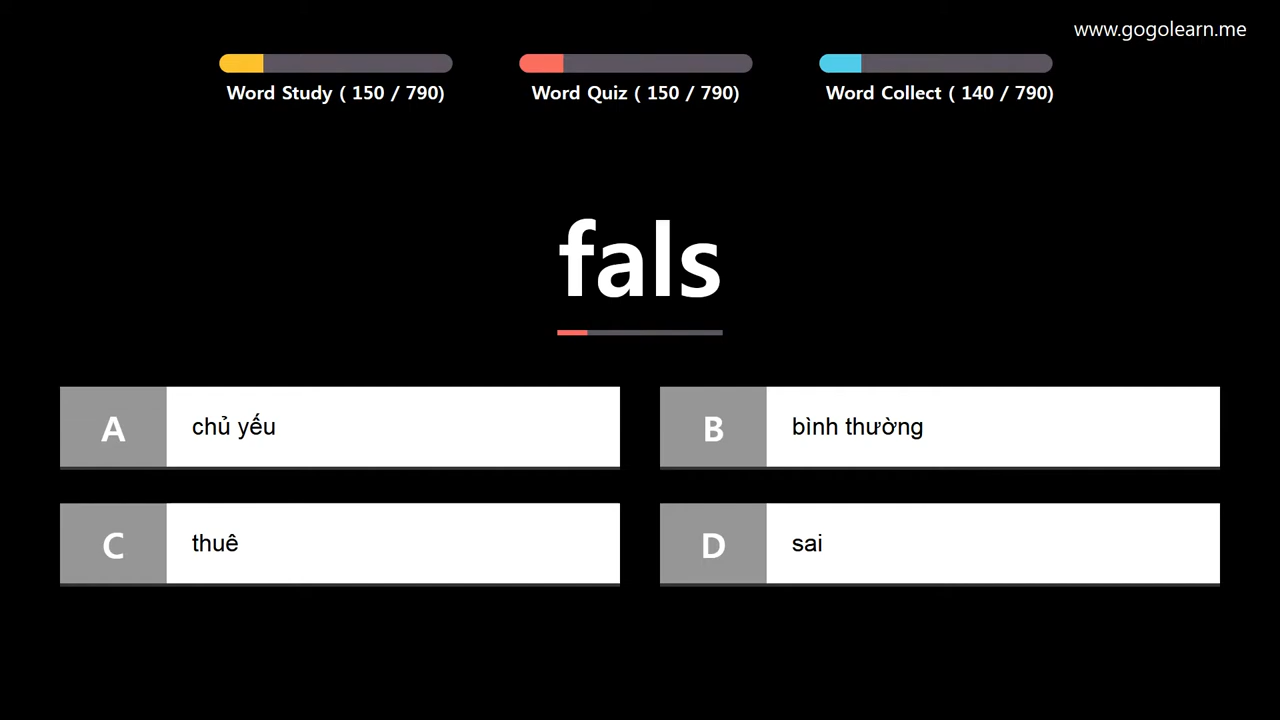 www.gogolearn.me
Word Study ( 150 / 790)
Word Quiz ( 150 / 790)
Word Collect ( 140 / 790)
fals
A chủ yếu
B bình thường
C thuê
D sai